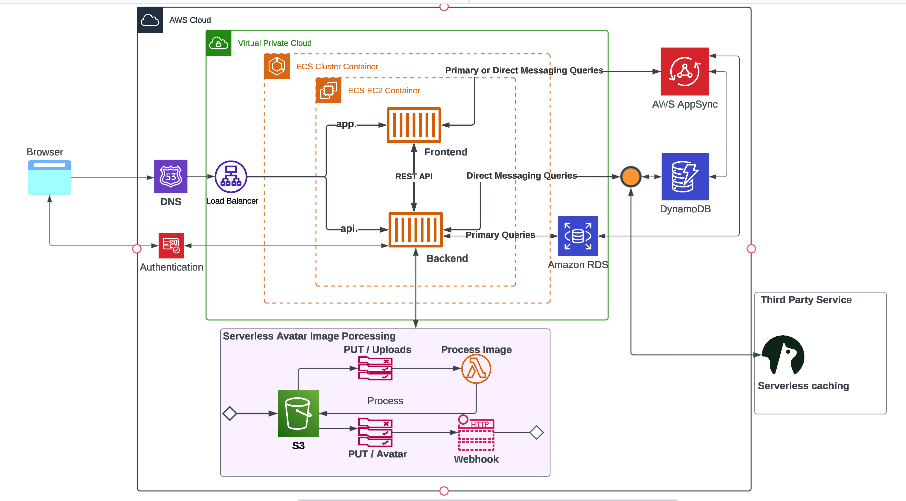 AWS Cloud
Virtual Private Cloud
ECS Cluster Container
Primary or Direct Messaging Queries
ECS EC2 Container
AWS AppSync
app.
Frontend
Browser
REST API
Direct Messaging Queries
53
DNS
Load Balancer
DynamoDB
api.
Primary Queries
Backend
Authentication
Amazon RDS
Third Party Service
Serverless Avatar Image Porcessing
PUT / Uploads
Process Image
Serverless caching
Process
HTTP
S3
PUT / Avatar
Webhook